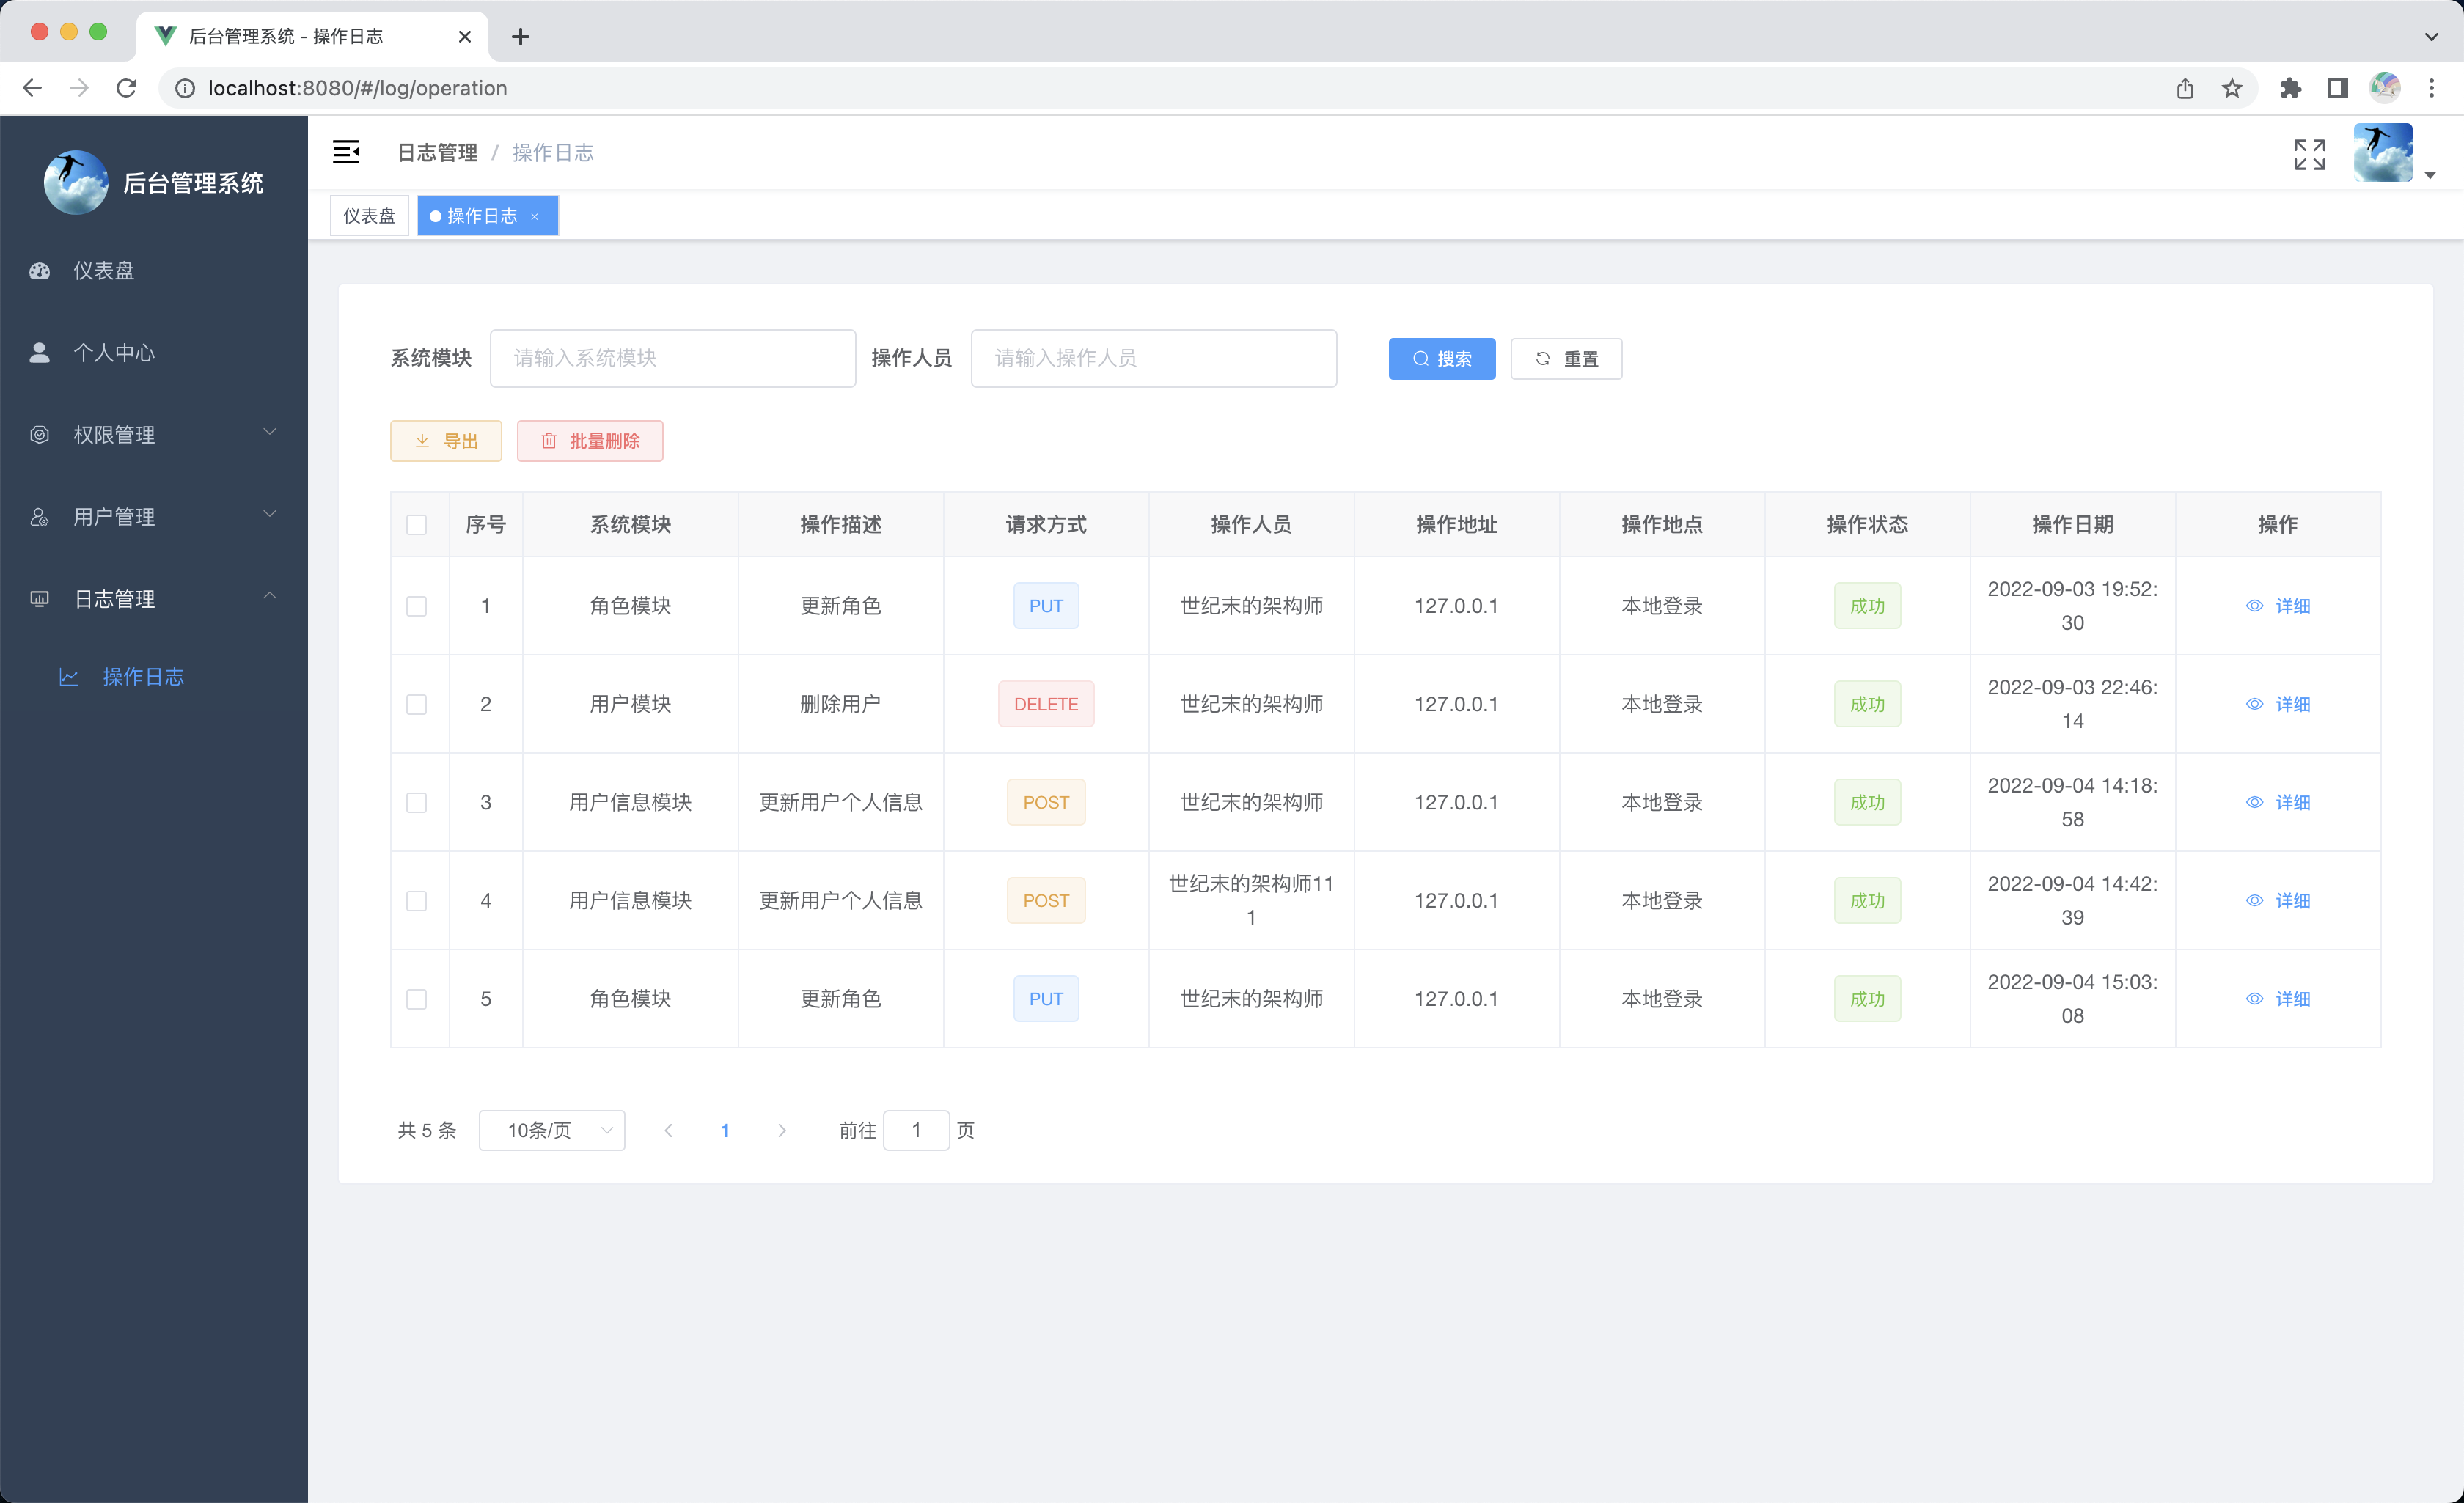 后台管理系统 - 操作日志
localhost:8080/#/log/operation
后台管理系统
仪表盘
个人中心
权限管理
用户管理
日志管理
操作日志
日志管理 / 操作日志
仪表盘 操作日志 ×
系统模块 请输入系统模块 操作人员 请输入操作人员 搜索 重置
导出 批量删除
序号 系统模块 操作描述 请求方式 操作人员 操作地址 操作地点 操作状态 操作日期 操作
1 角色模块 更新角色 PUT 世纪末的架构师 127.0.0.1 本地登录 成功 2022-09-03 19:52:
30 详细
2 用户模块 删除用户 DELETE 世纪末的架构师 127.0.0.1 本地登录 成功 2022-09-03 22:46:
14 详细
3 用户信息模块 更新用户个人信息 POST 世纪末的架构师 127.0.0.1 本地登录 成功 2022-09-04 14:18:
58 详细
4 用户信息模块 更新用户个人信息 POST 世纪末的架构师11
1 127.0.0.1 本地登录 成功 2022-09-04 14:42:
39 详细
5 角色模块 更新角色 PUT 世纪末的架构师 127.0.0.1 本地登录 成功 2022-09-04 15:03:
08 详细
共 5 条 10条/页 1 前往 1 页